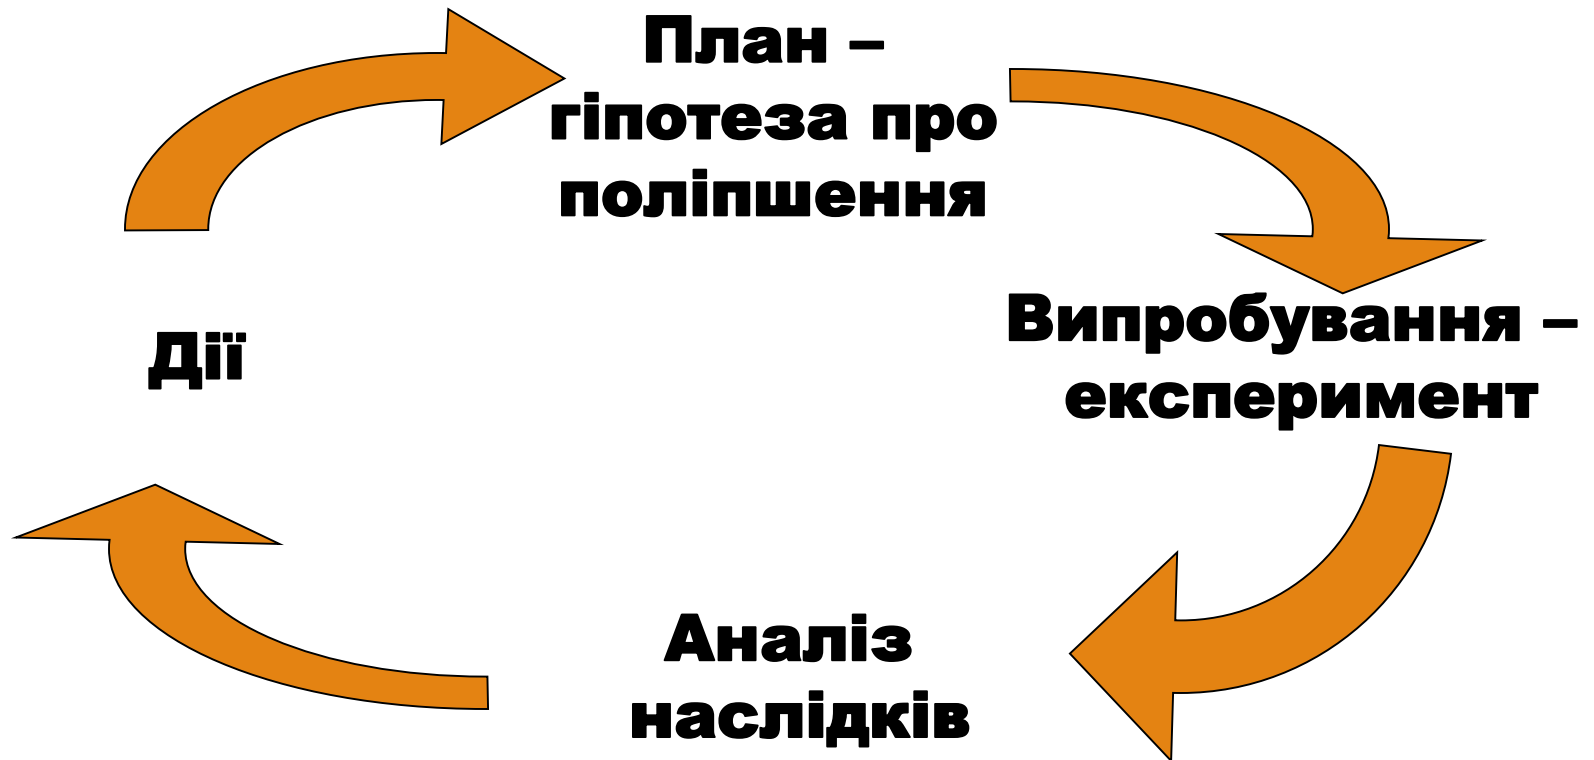 План –
гіпотеза про
поліпшення
Випробування –
експеримент
Дії
Аналіз
наслідків